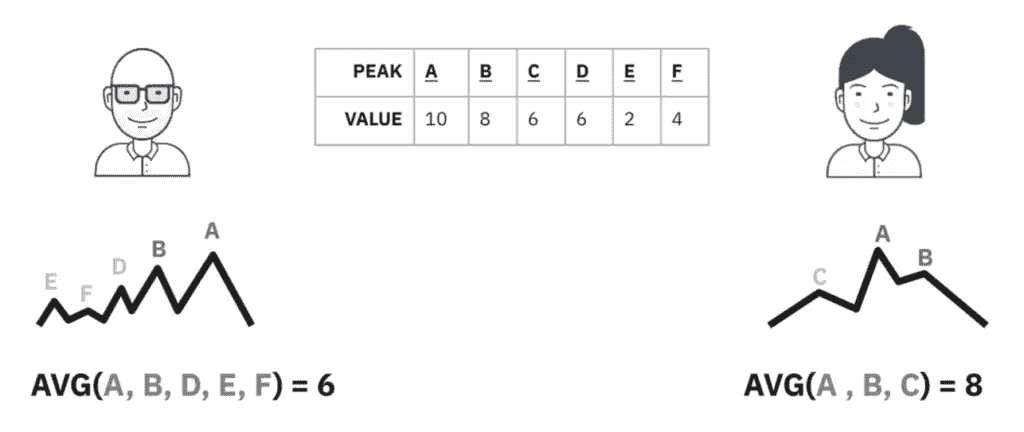 PEAK A B C D E F
VALUE 10 8 6 6 2 4
E F D B A
C A B
AVG(A, B, D, E, F) = 6
AVG(A , B, C) = 8